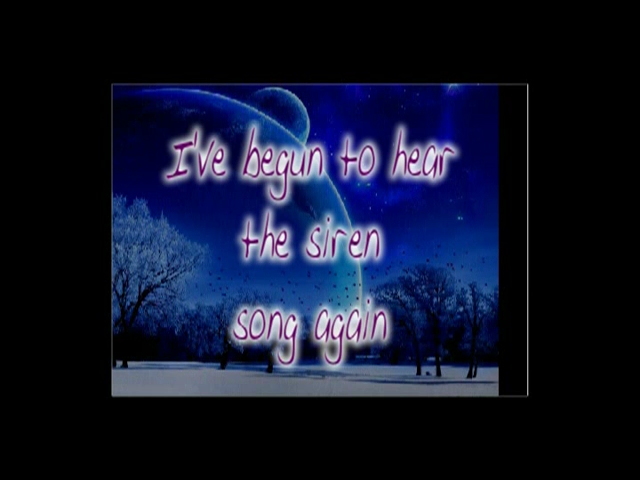 I've begun to hear
the siren
song again